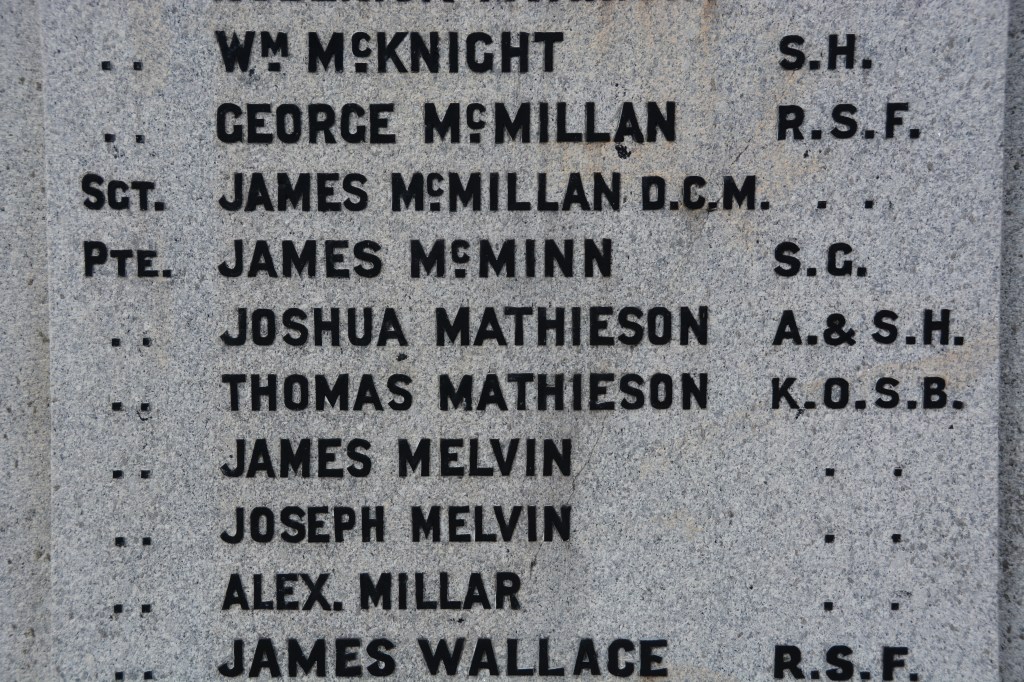 . . Wᴹ MᶜKNIGHT S.H.
. . GEORGE MᶜMILLAN R.S.F.
SGT. JAMES MᶜMILLAN D.C.M. . .
PTE. JAMES MᶜMINN S.G.
. . JOSHUA MATHIESON A.& S.H.
. . THOMAS MATHIESON K.O.S.B.
. . JAMES MELVIN . .
. . JOSEPH MELVIN . .
. . ALEX. MILLAR . .
. . JAMES WALLACE R.S.F.